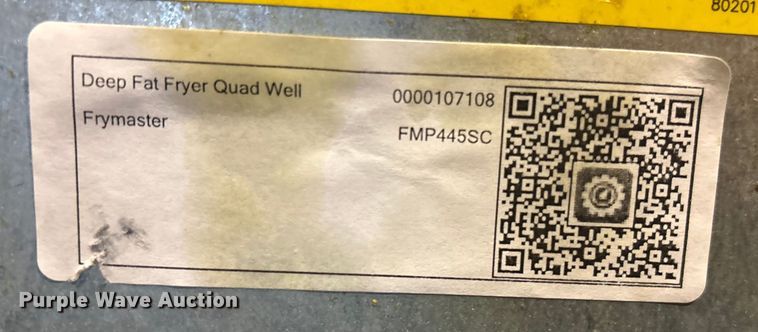 80201
Deep Fat Fryer Quad Well 0000107108
Frymaster FMP445SC
Purple Wave Auction